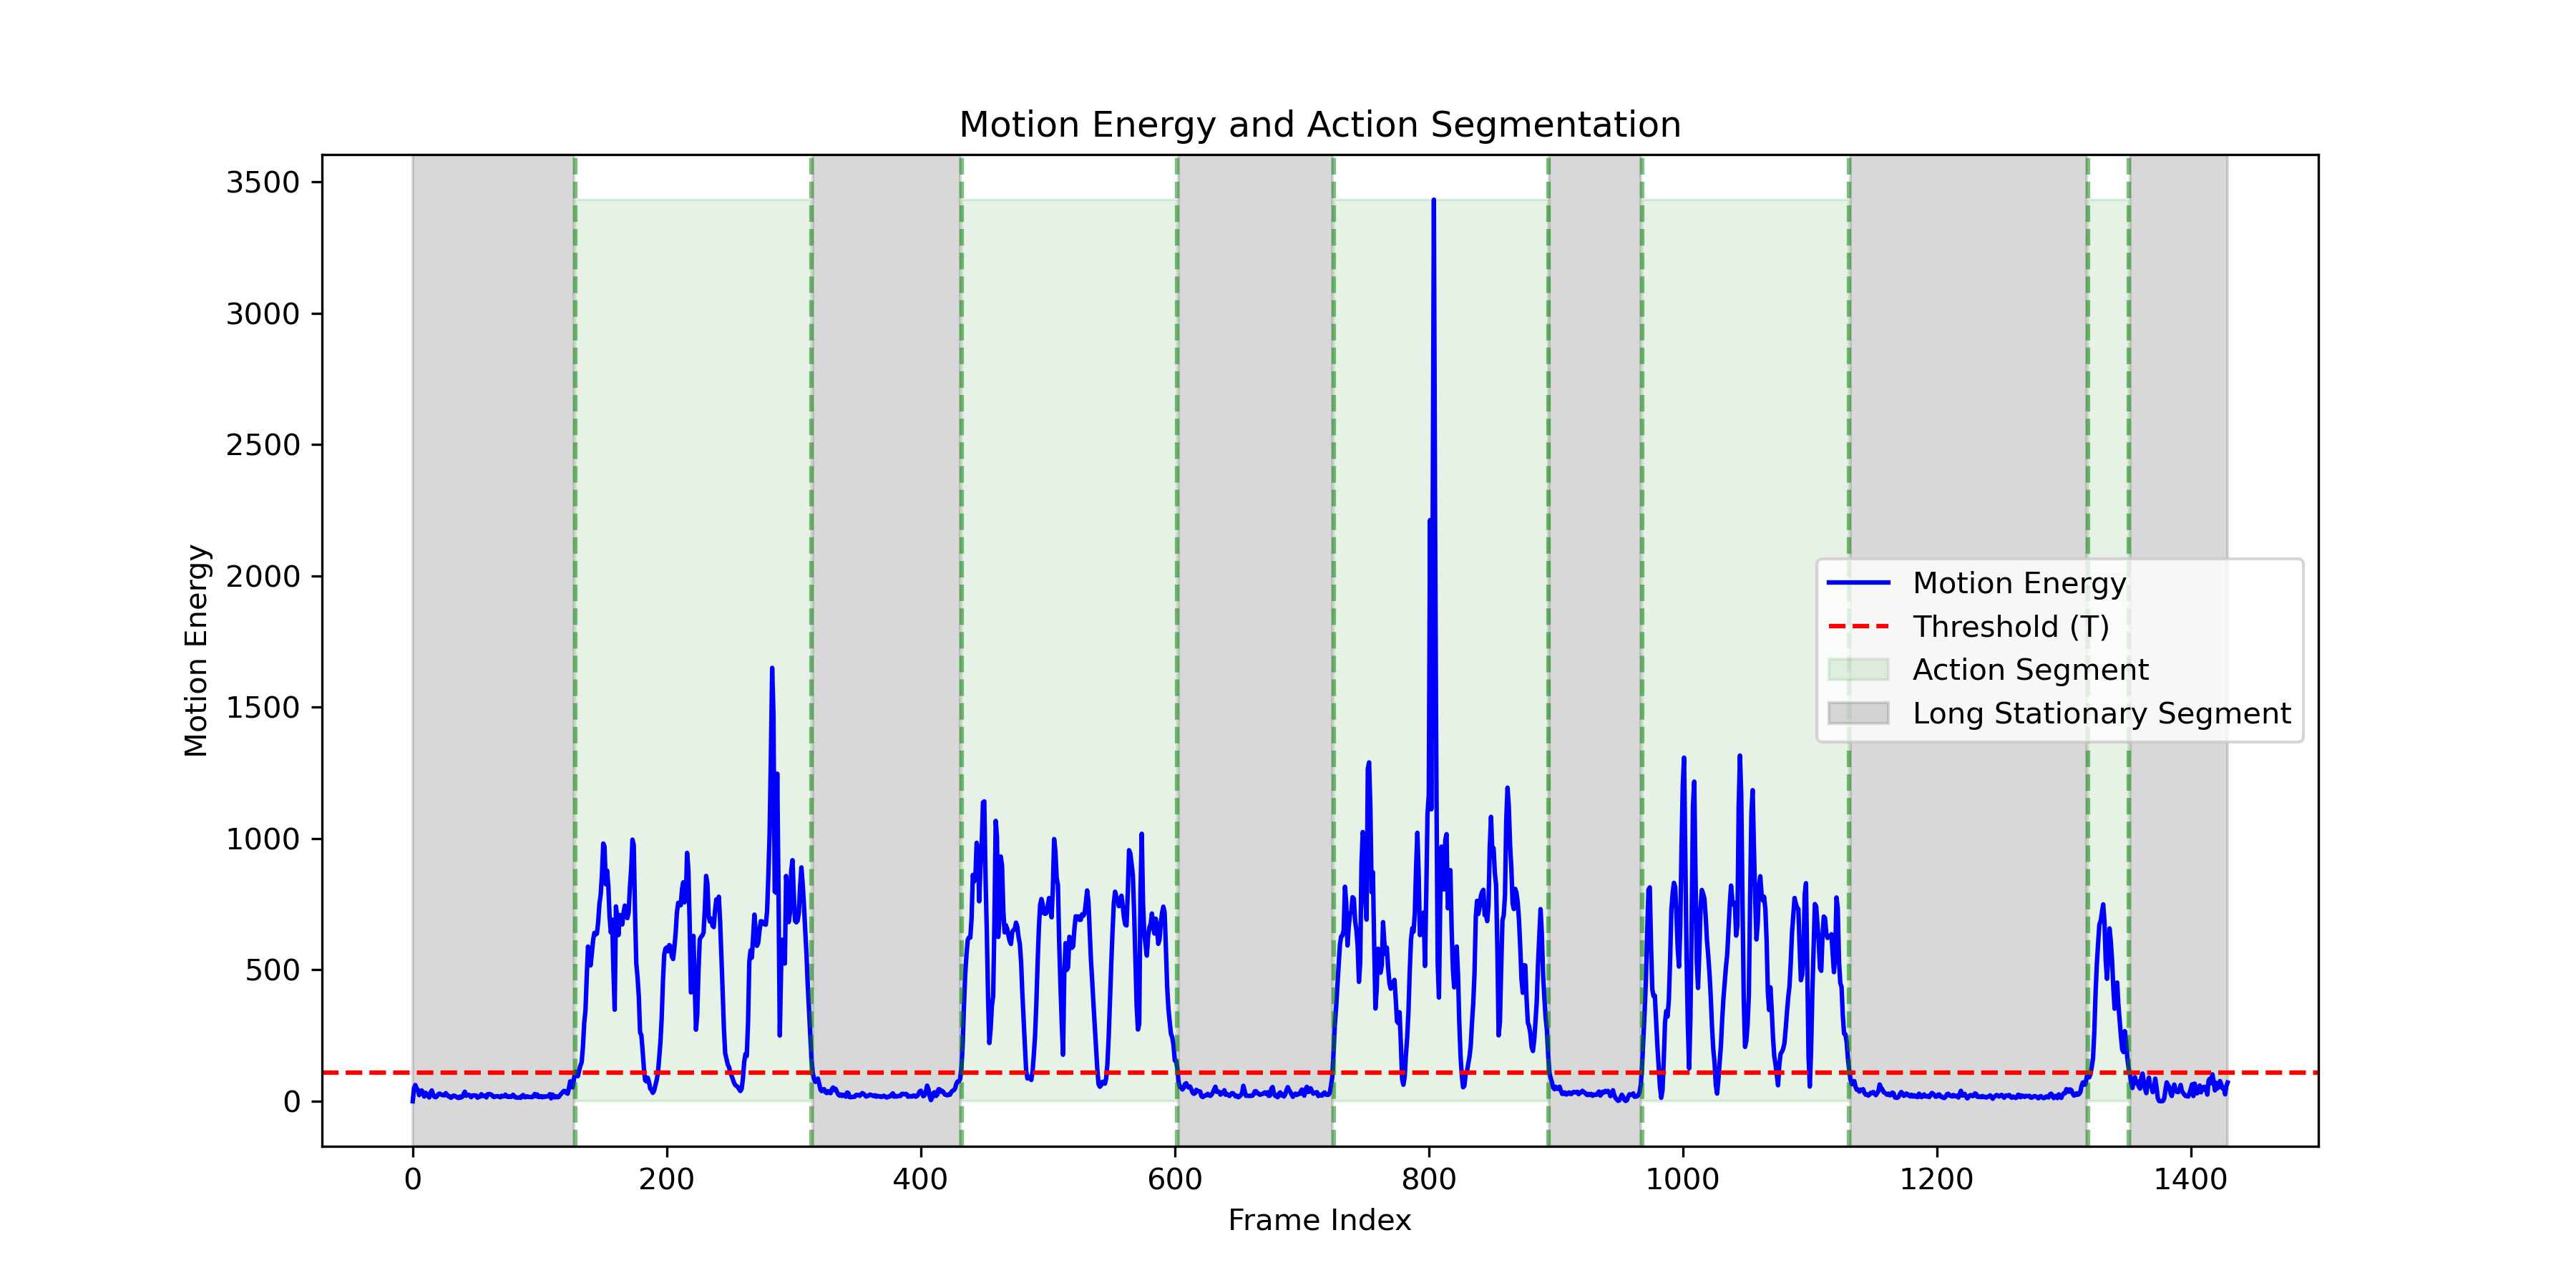 Motion Energy and Action Segmentation
3500
3000
2500
2000
1500
1000
500
0
Motion Energy
Motion Energy
Threshold (T)
Action Segment
Long Stationary Segment
0 200 400 600 800 1000 1200 1400
Frame Index